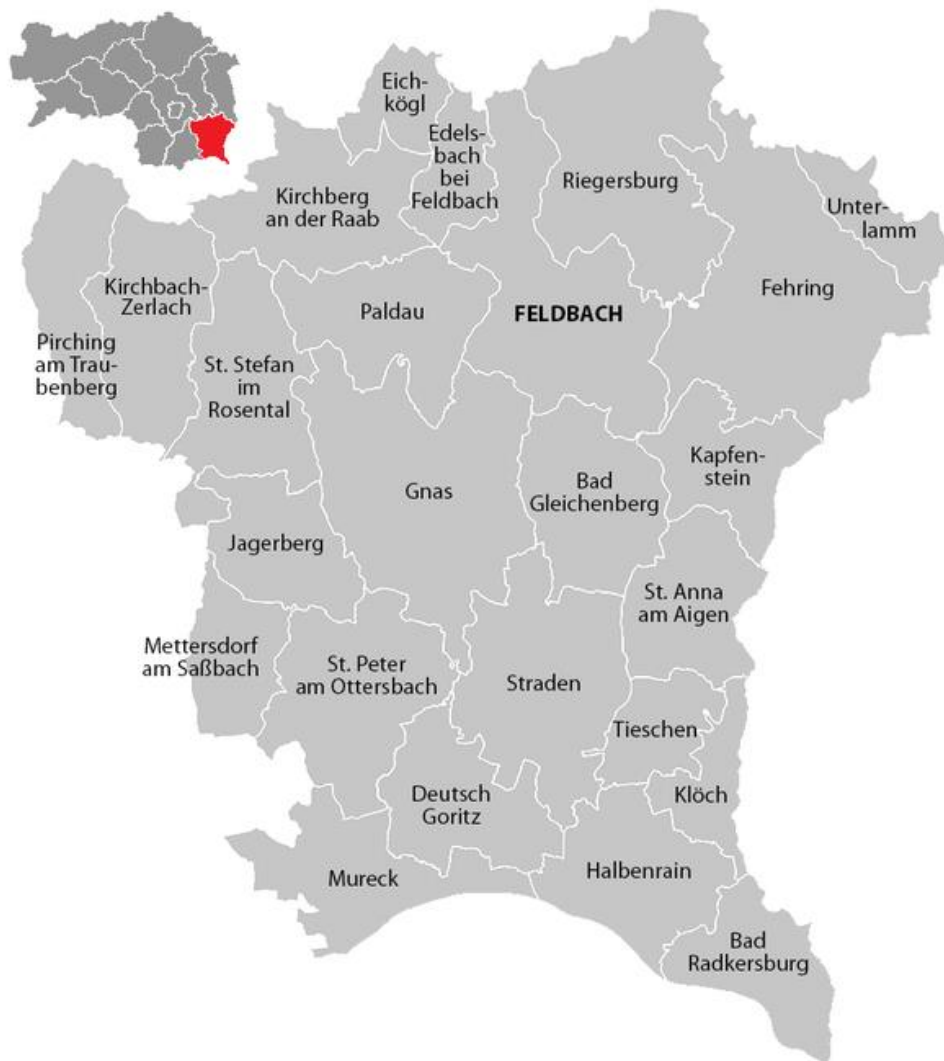 Eich-
kögl
Edels-
bach
bei
Feldbach
Kirchberg
an der Raab
Riegersburg
Unter-
lamm
Fehring
Kirchbach-
Zerlach
Paldau
FELDBACH
Pirching
am Trau-
benberg
St. Stefan
im
Rosental
Gnas
Bad
Gleichenberg
Kapfen-
stein
Jagerberg
St. Anna
am Aigen
Mettersdorf
am Saßbach
St. Peter
am Ottersbach
Straden
Tieschen
Deutsch
Goritz
Klöch
Mureck
Halbenrain
Bad
Radkersburg